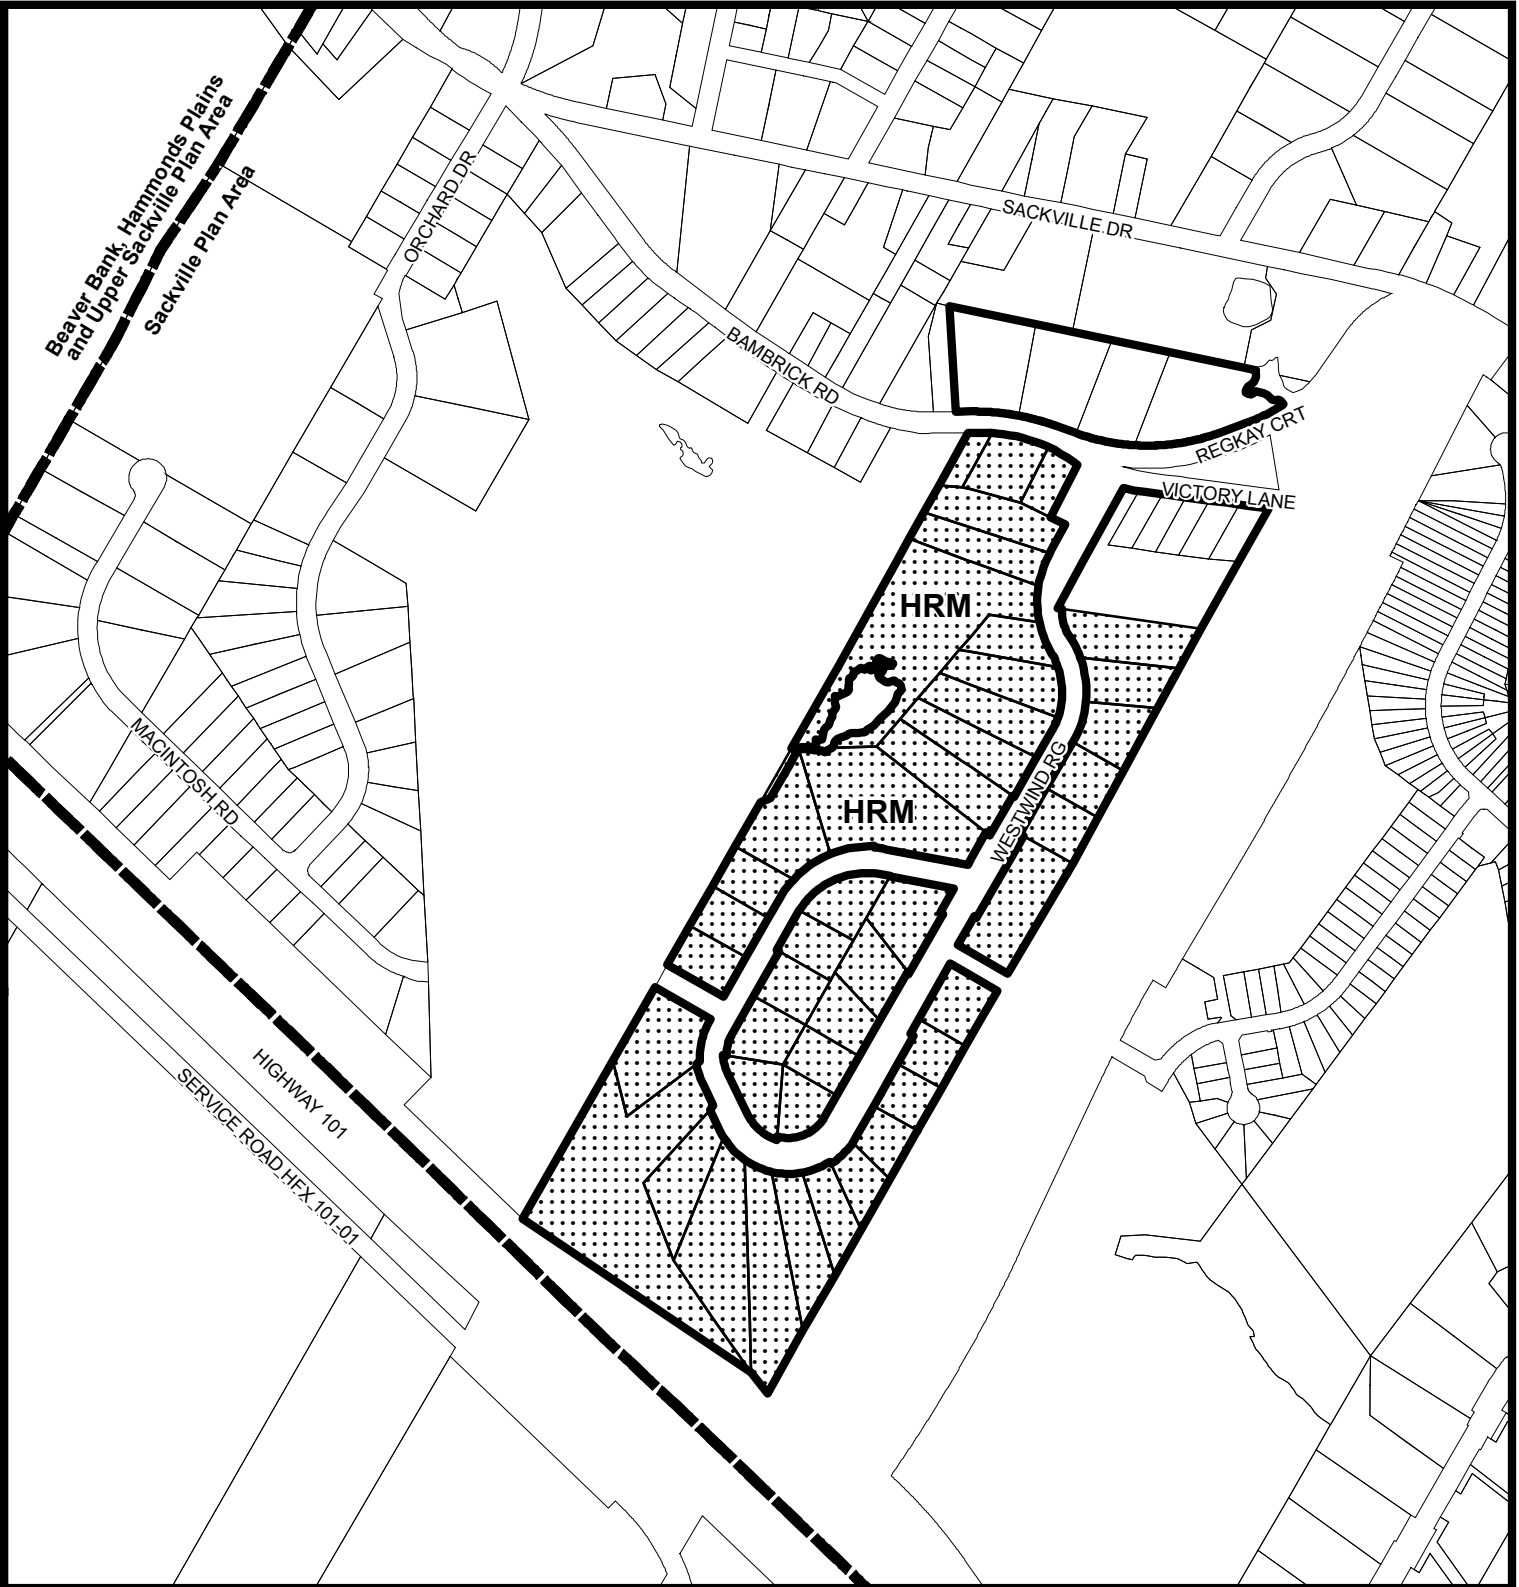 Beaver Bank, Hammonds Plains
and Upper Sackville Plan Area
Sackville Plan Area
ORCHARD DR
SACKVILLE DR
BAMBRICK RD
REGKAY CRT
VICTORY LANE
HRM
MACINTOSH RD
WESTWIND RG
HRM
HIGHWAY 101
SERVICE ROAD HFX 101-01